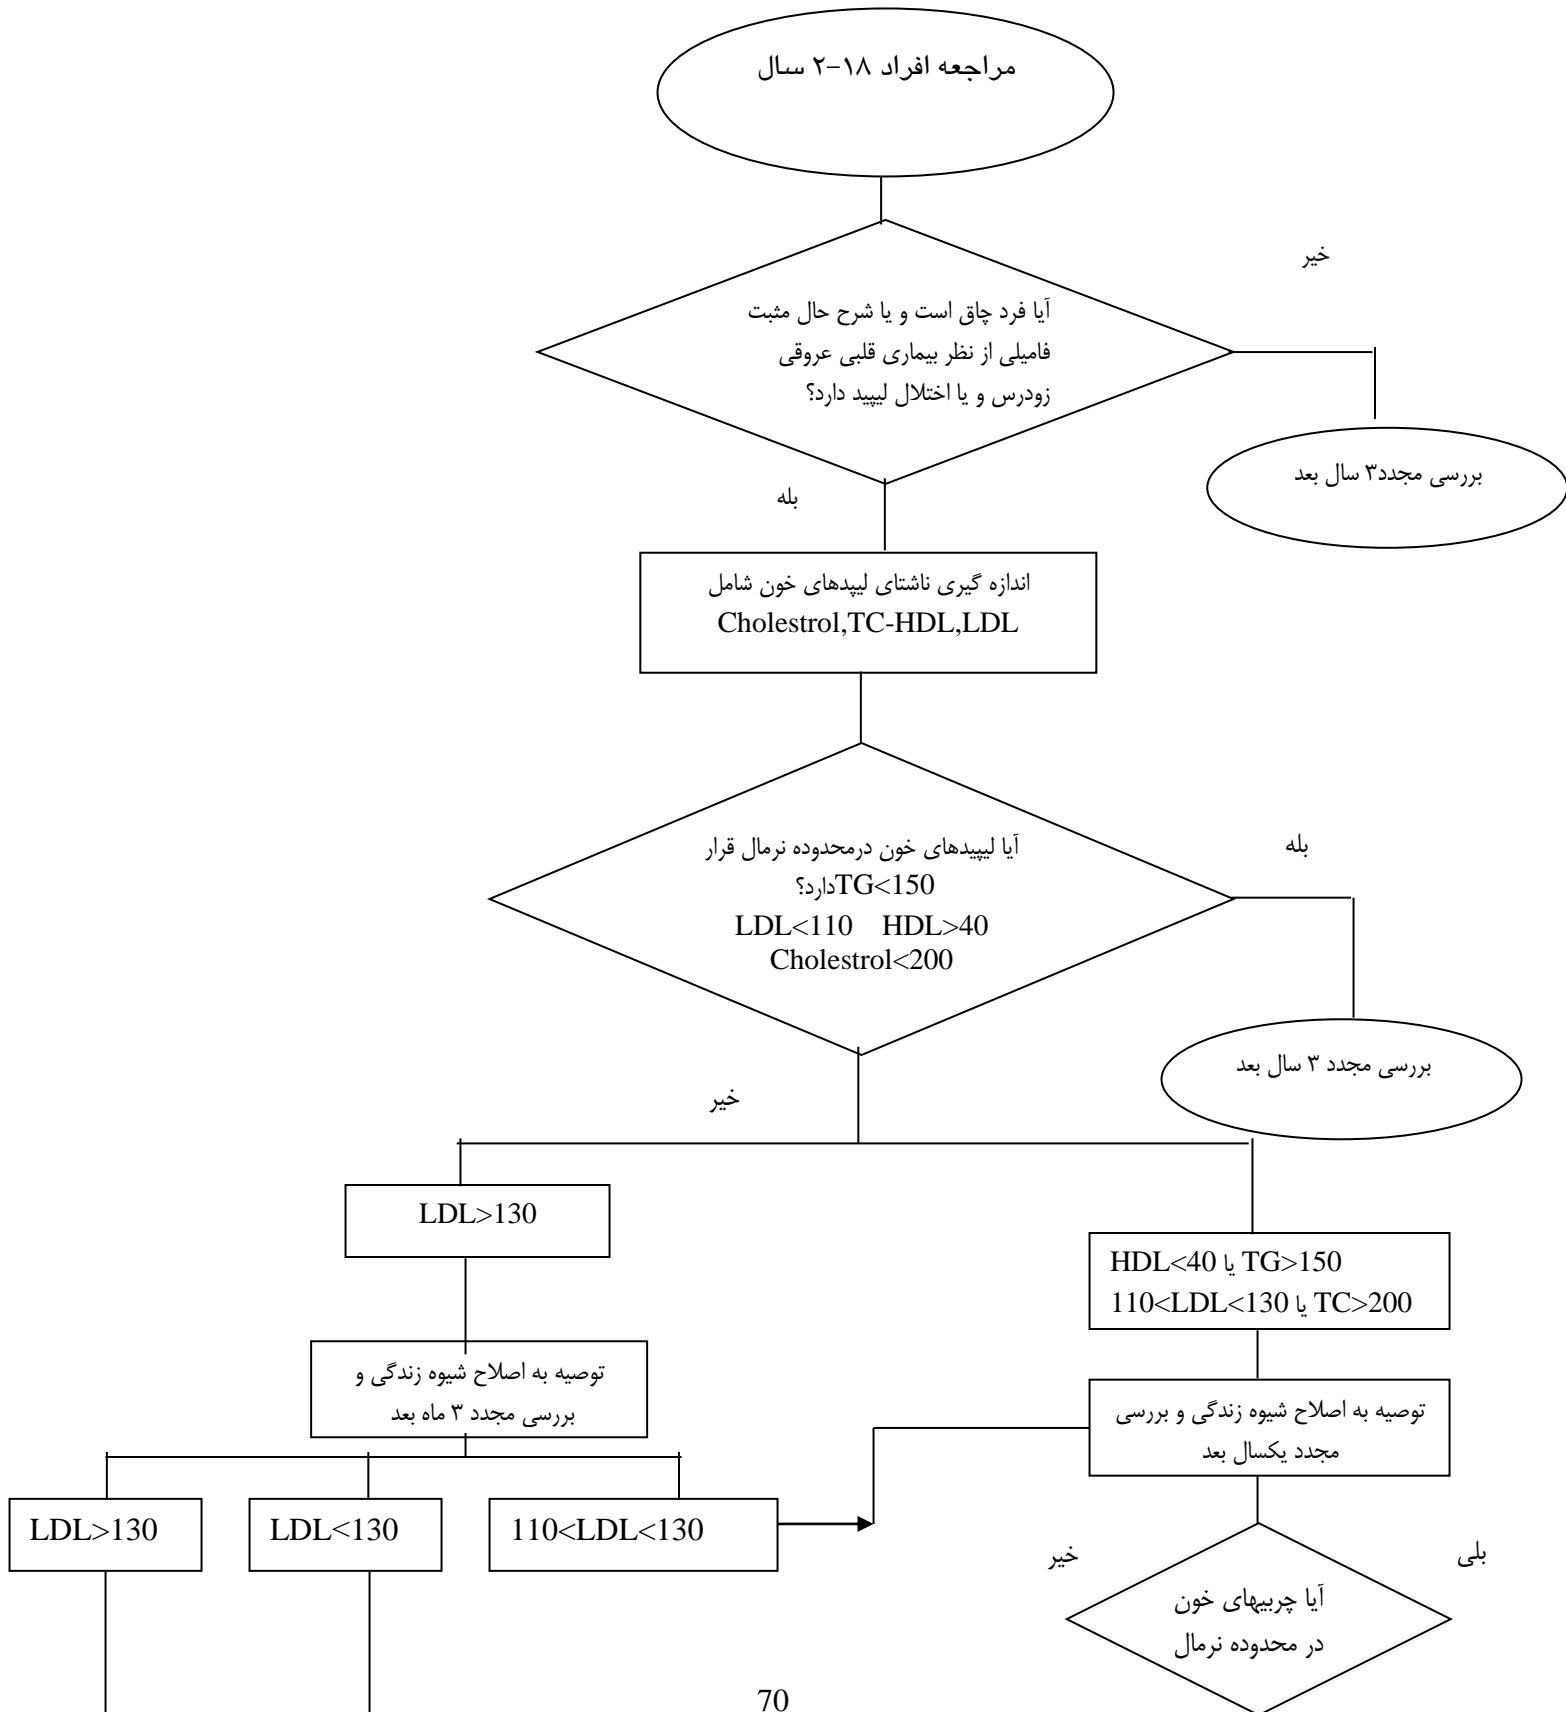 مراجعه افراد ۱۸-۲ سال
خیر
آیا فرد چاق است و یا شرح حال مثبت
فامیلی از نظر بیماری قلبی عروقی
زودرس و یا اختلال لیپید دارد؟
بررسی مجدد۳ سال بعد
بله
اندازه گیری ناشتای لیپدهای خون شامل
Cholestrol,TC-HDL,LDL
آیا لیپیدهای خون درمحدوده نرمال قرار
دارد؟TG<150
LDL<110 HDL>40
Cholestrol<200
بله
بررسی مجدد ۳ سال بعد
خیر
LDL>130
HDL<40 یا TG>150
110<LDL<130 یا TC>200
توصیه به اصلاح شیوه زندگی و
بررسی مجدد ۳ ماه بعد
توصیه به اصلاح شیوه زندگی و بررسی
مجدد یکسال بعد
LDL>130
LDL<130
110<LDL<130
خیر
بلی
آیا چربیهای خون
در محدوده نرمال
70